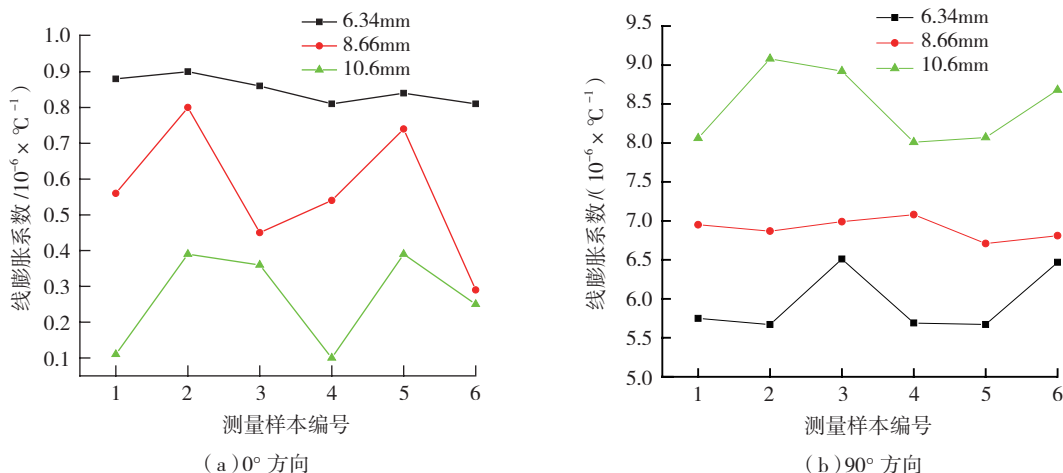 6.34mm
8.66mm
10.6mm
线膨胀系数 /10⁻⁶× ℃⁻¹
1.0
0.9
0.8
0.7
0.6
0.5
0.4
0.3
0.2
0.1
1 2 3 4 5 6
测量样本编号
(a)0° 方向
6.34mm
8.66mm
10.6mm
线膨胀系数 /(10⁻⁶× ℃⁻¹)
9.5
9.0
8.5
8.0
7.5
7.0
6.5
6.0
5.5
5.0
1 2 3 4 5 6
测量样本编号
(b)90° 方向